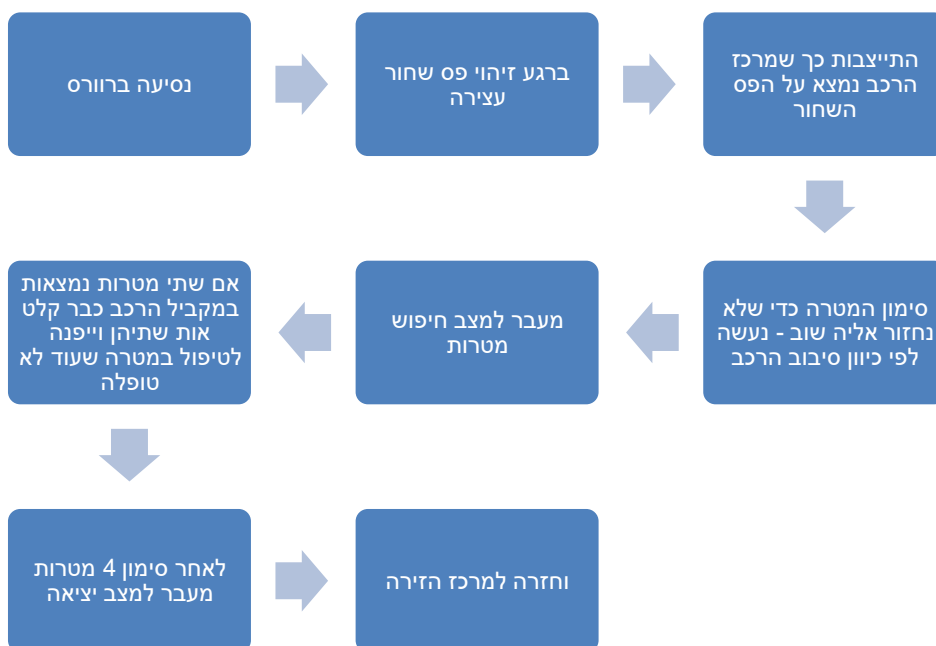 נסיעה ברוורס
ברגע זיהוי פס שחור
עצירה
התייצבות כך שמרכז
הרכב נמצא על הפס
השחור
סימון המטרה כדי שלא
נחזור אליה שוב - נעשה
לפי כיוון סיבוב הרכב
מעבר למצב חיפוש
מטרות
אם שתי מטרות נמצאות
במקביל הרכב כבר קלט
אות שתיהן וייפנה
לטיפול במטרה שעוד לא
טופלה
לאחר סימון 4 מטרות
מעבר למצב יציאה
וחזרה למרכז הזירה